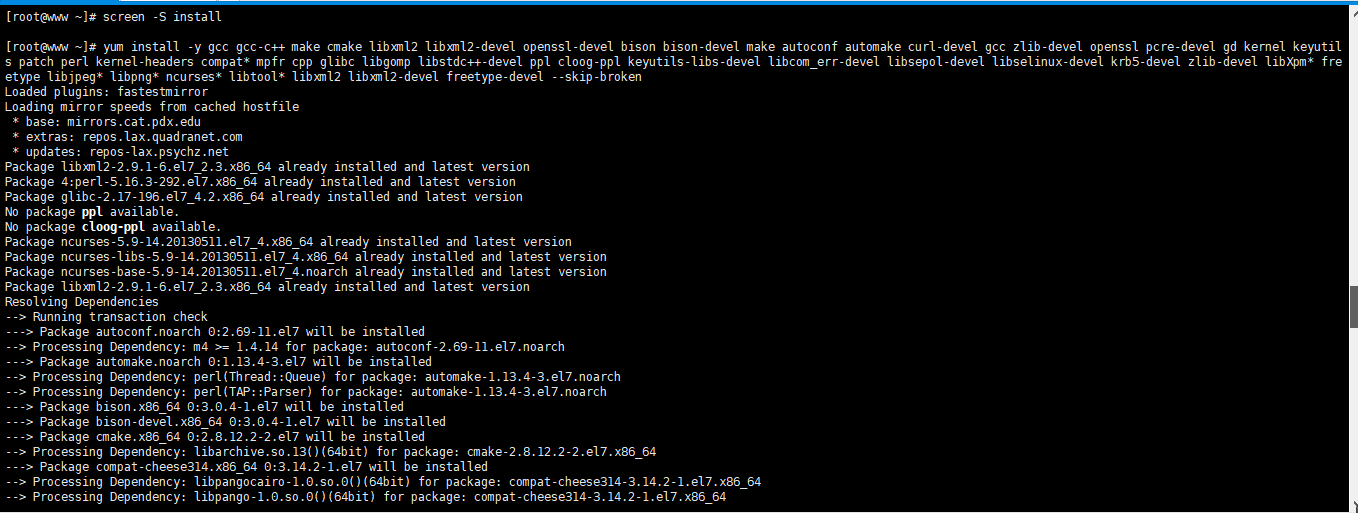 [root@www ~]# screen -S install
[root@www ~]# yum install -y gcc gcc-c++ make cmake libxml2 libxml2-devel openssl-devel bison bison-devel make autoconf automake curl-devel gcc zlib-devel openssl pcre-devel gd kernel keyutil
s patch perl kernel-headers compat* mpfr cpp glibc libgomp libstdc++-devel ppl cloog-ppl keyutils-libs-devel libcom_err-devel libsepol-devel libselinux-devel krb5-devel zlib-devel libXpm* fre
etype libjpeg* libpng* ncurses* libtool* libxml2 libxml2-devel freetype-devel --skip-broken
Loaded plugins: fastestmirror
Loading mirror speeds from cached hostfile
 * base: mirrors.cat.pdx.edu
 * extras: repos.lax.quadranet.com
 * updates: repos-lax.psychz.net
Package libxml2-2.9.1-6.el7_2.3.x86_64 already installed and latest version
Package 4:perl-5.16.3-292.el7.x86_64 already installed and latest version
Package glibc-2.17-196.el7_4.2.x86_64 already installed and latest version
No package ppl available.
No package cloog-ppl available.
Package ncurses-5.9-14.20130511.el7_4.x86_64 already installed and latest version
Package ncurses-libs-5.9-14.20130511.el7_4.x86_64 already installed and latest version
Package ncurses-base-5.9-14.20130511.el7_4.noarch already installed and latest version
Package libxml2-2.9.1-6.el7_2.3.x86_64 already installed and latest version
Resolving Dependencies
--> Running transaction check
---> Package autoconf.noarch 0:2.69-11.el7 will be installed
--> Processing Dependency: m4 >= 1.4.14 for package: autoconf-2.69-11.el7.noarch
---> Package automake.noarch 0:1.13.4-3.el7 will be installed
--> Processing Dependency: perl(Thread::Queue) for package: automake-1.13.4-3.el7.noarch
--> Processing Dependency: perl(TAP::Parser) for package: automake-1.13.4-3.el7.noarch
---> Package bison.x86_64 0:3.0.4-1.el7 will be installed
---> Package bison-devel.x86_64 0:3.0.4-1.el7 will be installed
---> Package cmake.x86_64 0:2.8.12.2-2.el7 will be installed
--> Processing Dependency: libarchive.so.13()(64bit) for package: cmake-2.8.12.2-2.el7.x86_64
---> Package compat-cheese314.x86_64 0:3.14.2-1.el7 will be installed
--> Processing Dependency: libpangocairo-1.0.so.0()(64bit) for package: compat-cheese314-3.14.2-1.el7.x86_64
--> Processing Dependency: libpango-1.0.so.0()(64bit) for package: compat-cheese314-3.14.2-1.el7.x86_64